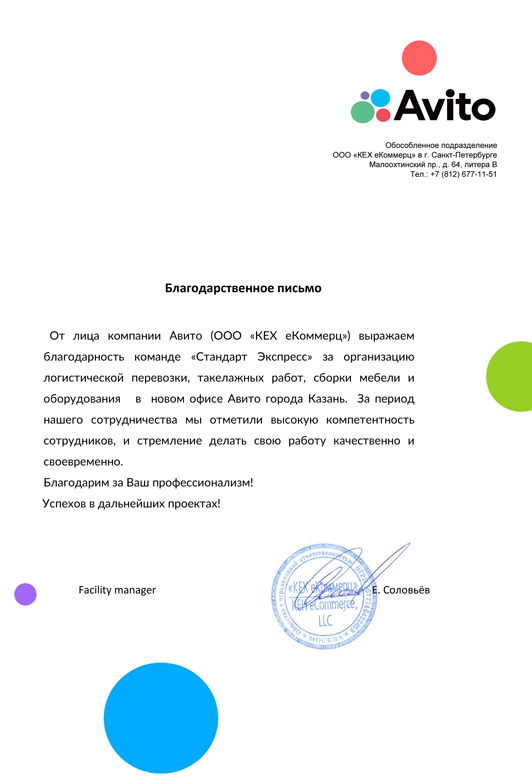 Avito
Обособленное подразделение
ООО «КЕХ еКоммерц» в г. Санкт-Петербурге
Малоохтинский пр., д. 64, литера В
Тел.: +7 (812) 677-11-51
Благодарственное письмо
От лица компании Авито (ООО «КЕХ еКоммерц») выражаем
благодарность команде «Стандарт Экспресс» за организацию
логистической перевозки, такелажных работ, сборки мебели и
оборудования в новом офисе Авито города Казань. За период
нашего сотрудничества мы отметили высокую компетентность
сотрудников, и стремление делать свою работу качественно и
своевременно.
Благодарим за Ваш профессионализм!
Успехов в дальнейших проектах!
Facility manager
Е. Соловьёв
Общество с ограниченной ответственностью
«КЕХ еКоммерц»
KEH eCommerce,
LLC
МОСКВА